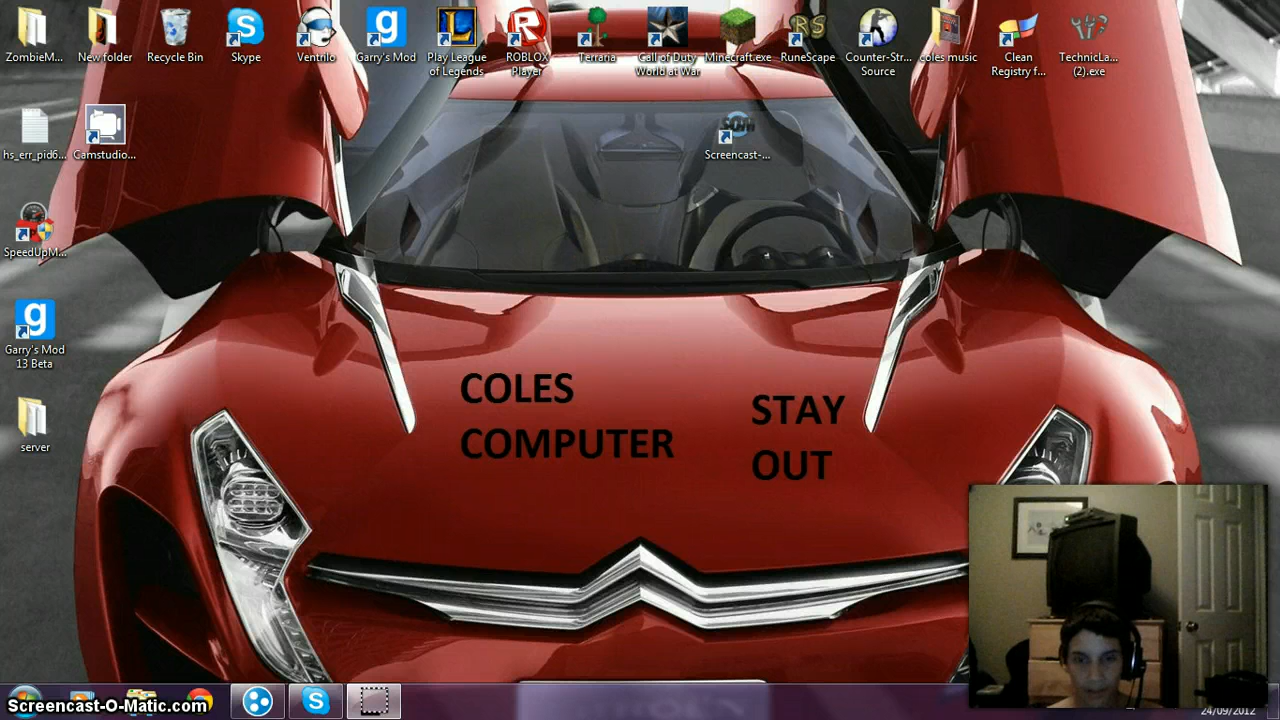 ZombieM...
New folder
Recycle Bin
Skype
Ventrilo
Garry's Mod
Play League
of Legends
ROBLOX
Player
Terraria
Call of Duty
World at War
Minecraft.exe
RuneScape
Counter-Str...
Source
coles music
Clean
Registry f...
TechnicLa...
(2).exe
hs_err_pid6...
Camstudio...
Screencast-...
SpeedUpM...
Garry's Mod
13 Beta
server
COLES
COMPUTER
STAY
OUT
Screencast-O-Matic.com
24/09/2012